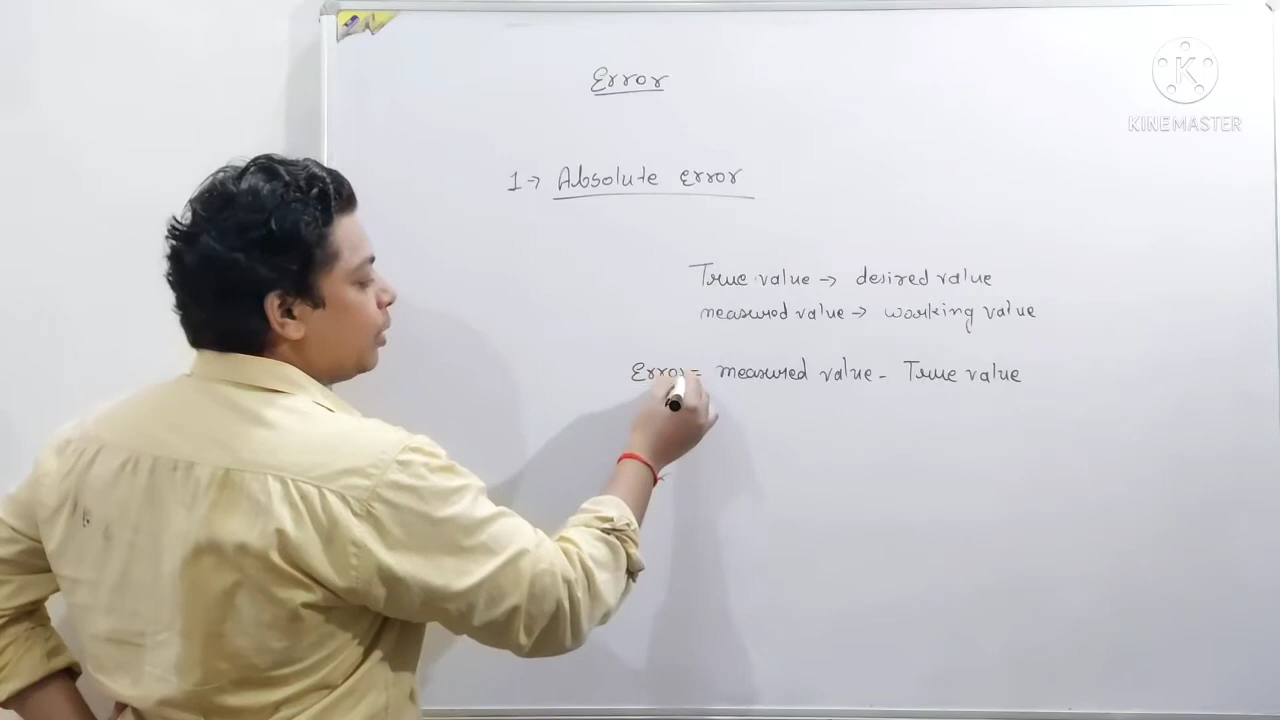 Error
1→ Absolute error
True value → desired value
measured value → working value
Error = measured value - True value
K
KINEMASTER